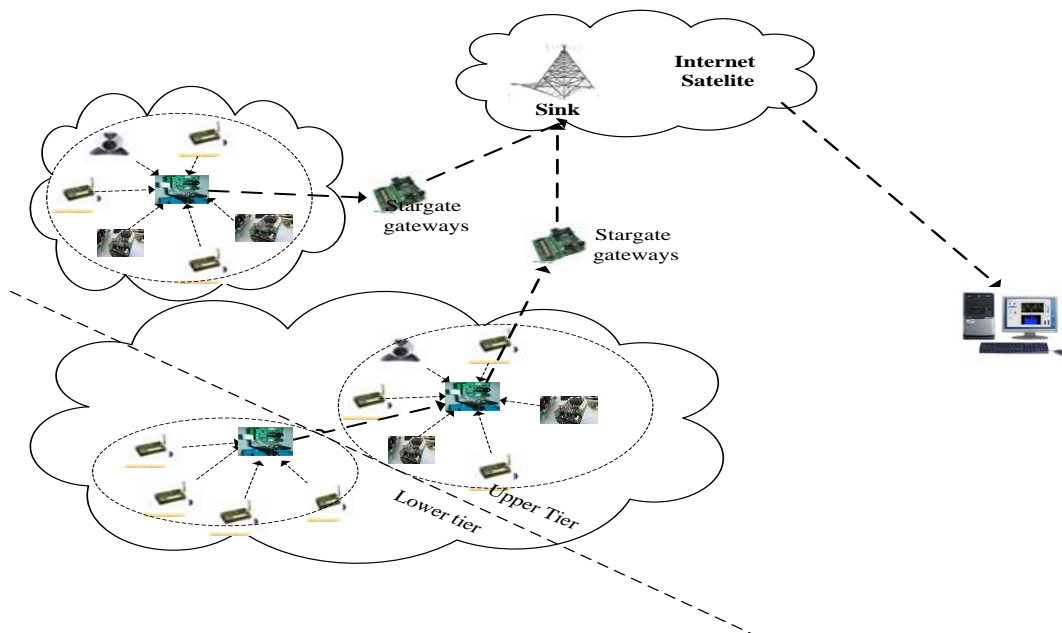 Internet
Satelite
Sink
Stargate
gateways
Stargate
gateways
Upper Tier
Lower tier